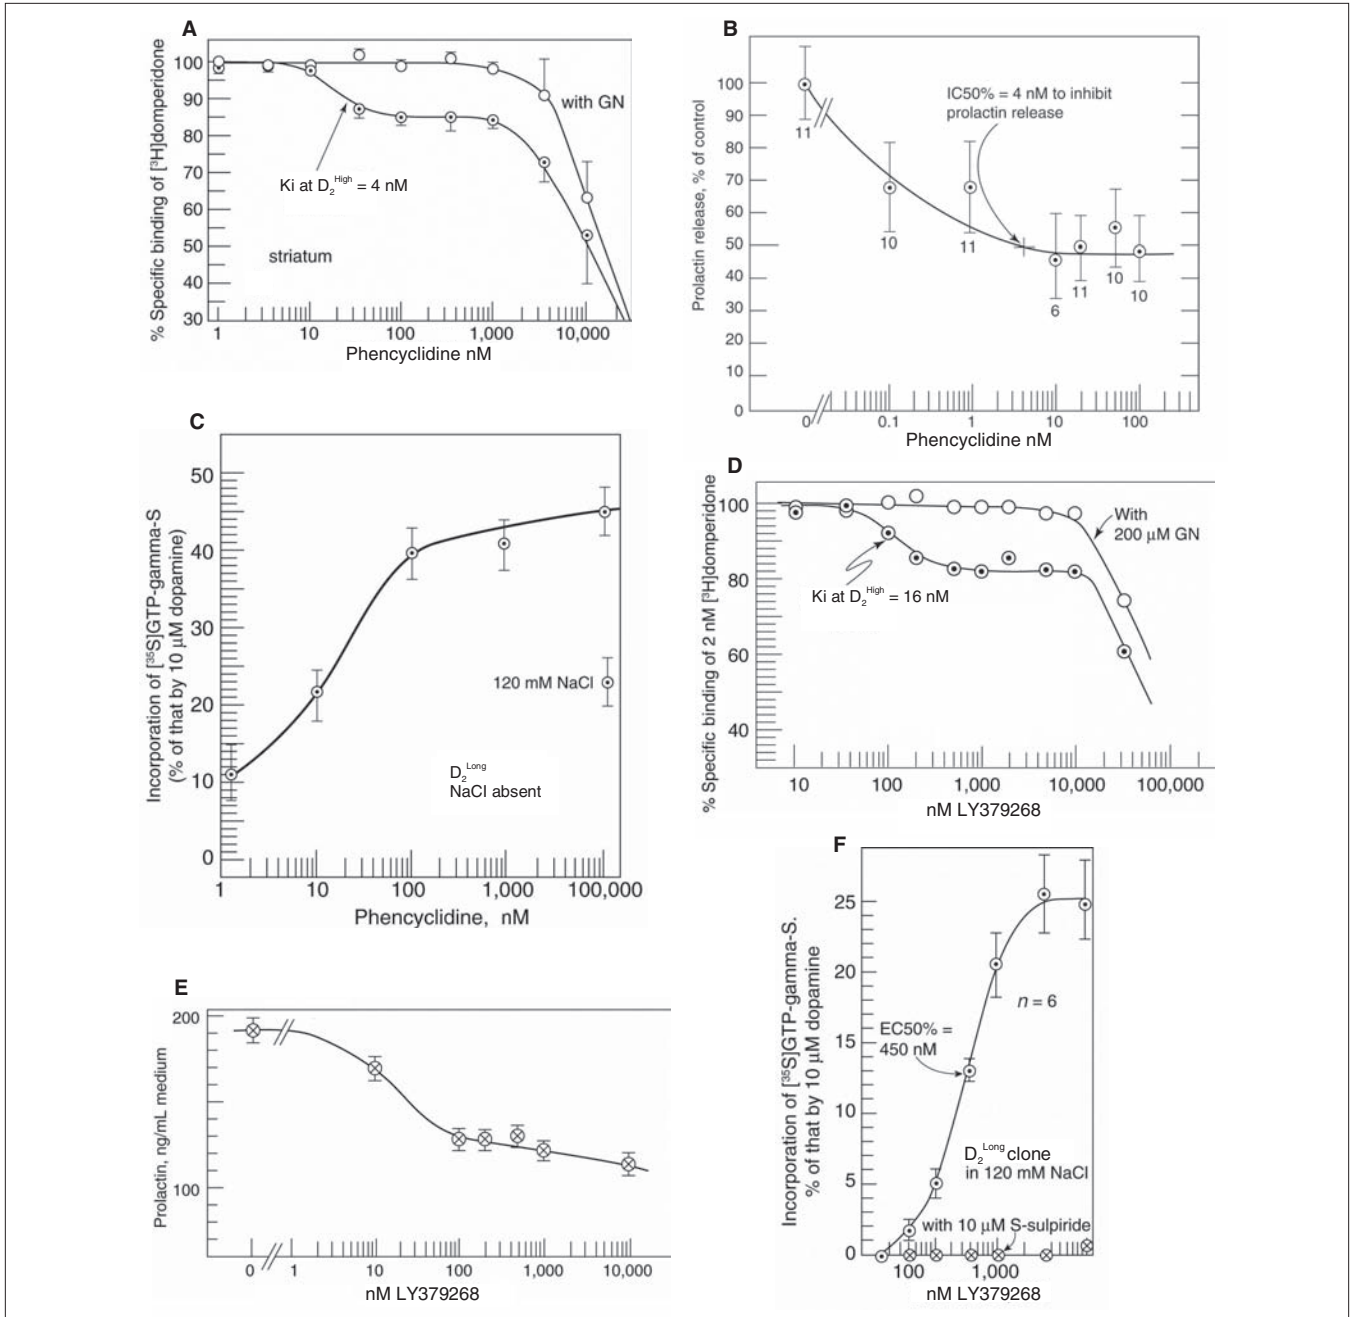 A
% Specific binding of [³H]domperidone
100
90
80
70
60
50
40
30
with GN
Ki at D₂^High = 4 nM
striatum
1
10
100
1,000
10,000
Phencyclidine nM
B
Prolactin release, % of control
100
90
80
70
60
50
40
30
20
10
0
IC50% = 4 nM to inhibit
prolactin release
11
10
11
6
11
10
10
0
0.1
1
10
100
Phencyclidine nM
C
Incorporation of [³⁵S]GTP-gamma-S
(% of that by 10 µM dopamine)
50
40
30
20
10
0
120 mM NaCl
D₂^Long
NaCl absent
1
10
100
1,000
100,000
Phencyclidine, nM
D
% Specific binding of 2 nM [³H]domperidone
100
80
60
40
With
200 µM GN
Ki at D₂^High = 16 nM
10
100
1,000
10,000
100,000
nM LY379268
E
Prolactin, ng/mL medium
200
100
0
1
10
100
1,000
10,000
nM LY379268
F
Incorporation of [³⁵S]GTP-gamma-S.
% of that by 10 µM dopamine
25
20
15
10
5
0
n = 6
EC50% =
450 nM
D₂^Long clone
in 120 mM NaCl
with 10 µM S-sulpiride
100
1,000
nM LY379268